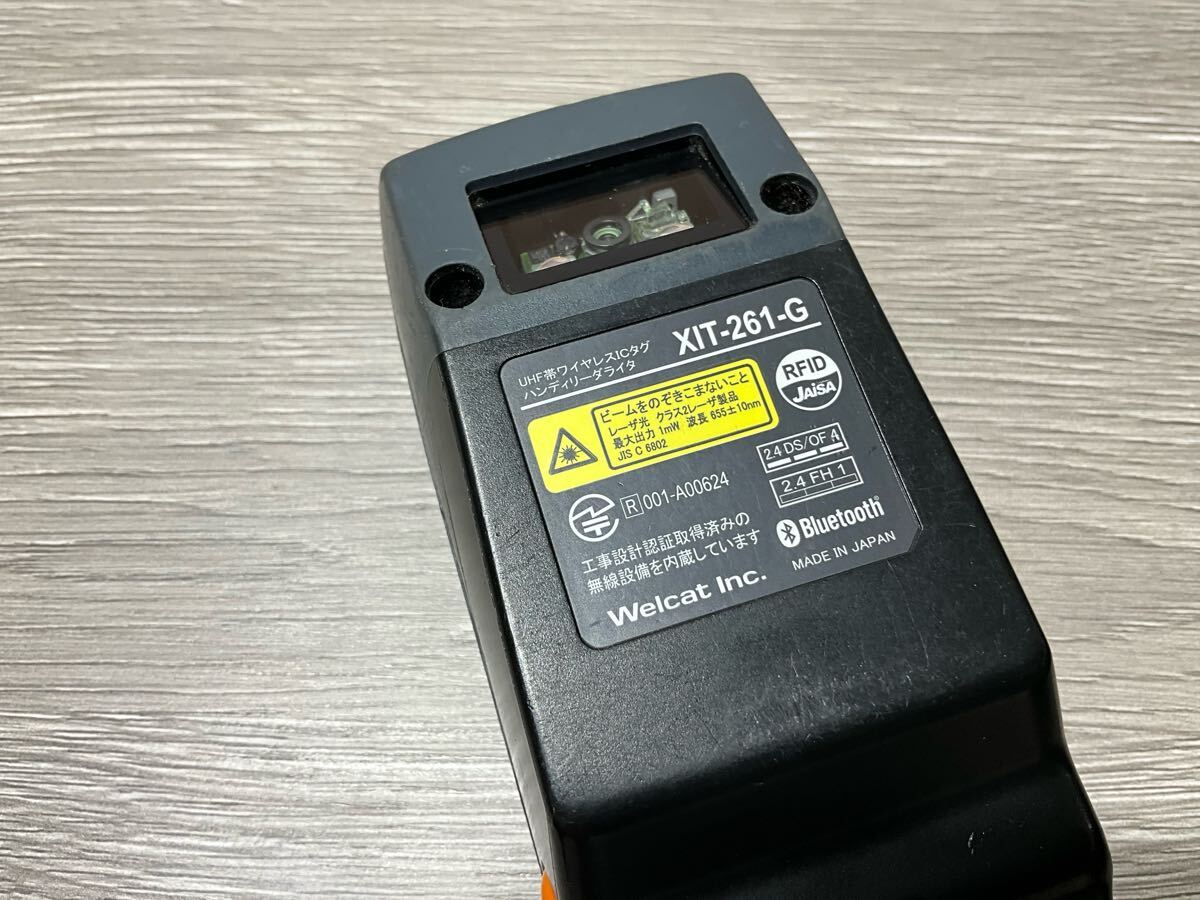 UHF帯ワイヤレスICタグ
ハンディリーダライタ
XIT-261-G
ビームをのぞきこまないこと
レーザ光 クラス2レーザ製品
最大出力 1mW 波長 655±10nm
JIS C 6802
RFID
JAISA
2.4 DS/OF 4
2.4 FH 1
R 001-A00624
Bluetooth®
工事設計認証取得済みの
無線設備を内蔵しています
MADE IN JAPAN
Welcat Inc.